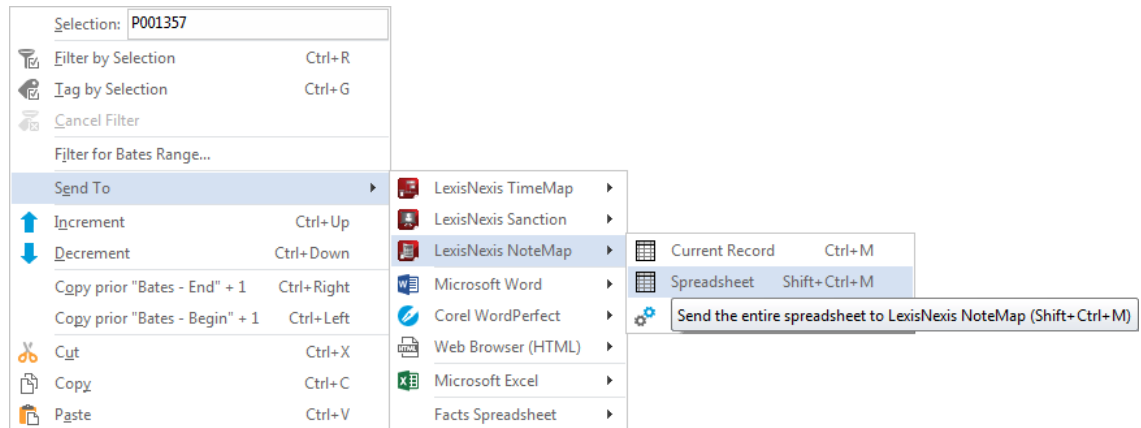 Selection: P001357
Filter by Selection Ctrl+R
Tag by Selection Ctrl+G
Cancel Filter
Filter for Bates Range...
Send To
Increment Ctrl+Up
Decrement Ctrl+Down
Copy prior "Bates - End" + 1 Ctrl+Right
Copy prior "Bates - Begin" + 1 Ctrl+Left
Cut Ctrl+X
Copy Ctrl+C
Paste Ctrl+V
LexisNexis TimeMap
LexisNexis Sanction
LexisNexis NoteMap
Microsoft Word
Corel WordPerfect
Web Browser (HTML)
Microsoft Excel
Facts Spreadsheet
Current Record Ctrl+M
Spreadsheet Shift+Ctrl+M
Send the entire spreadsheet to LexisNexis NoteMap (Shift+Ctrl+M)